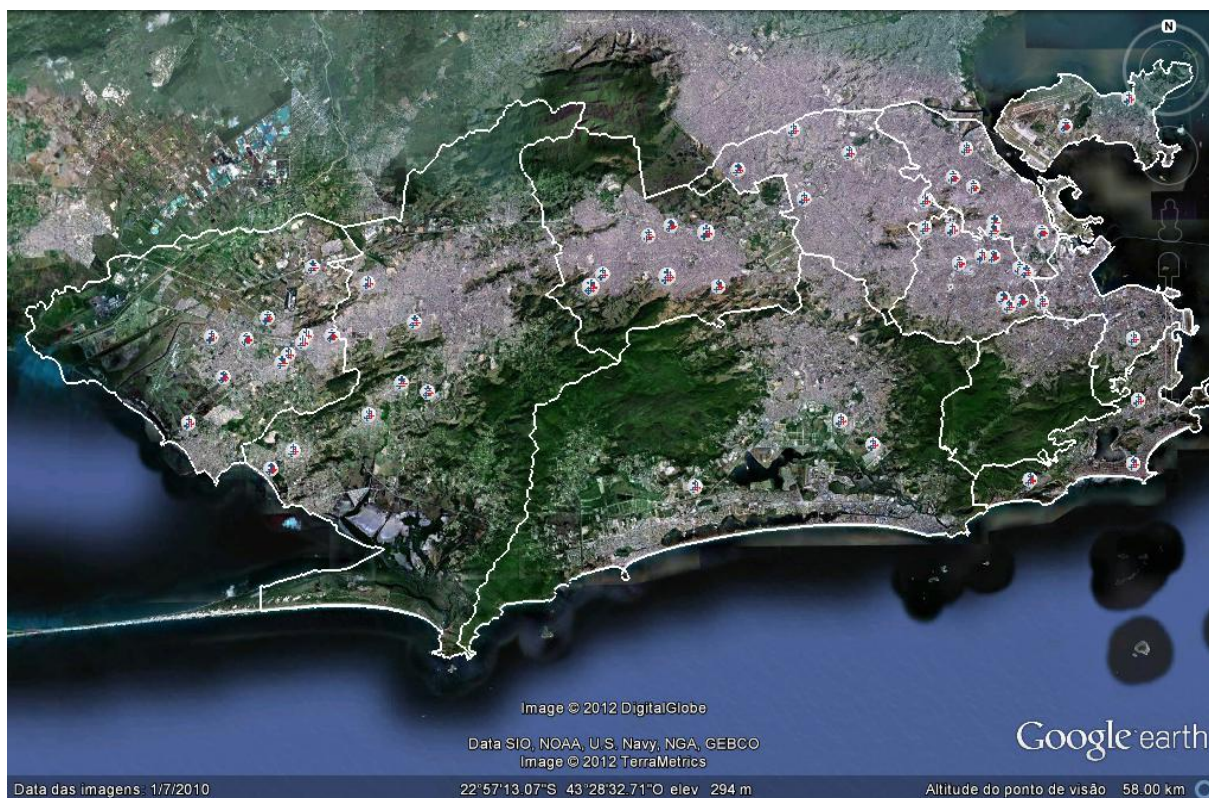 N
Image © 2012 DigitalGlobe
Data SIO, NOAA, U.S. Navy, NGA, GEBCO
Image © 2012 TerraMetrics
Google earth
Data das imagens: 1/7/2010 22°57'13.07"S 43°28'32.71"O elev 294 m Altitude do ponto de visão 58.00 km